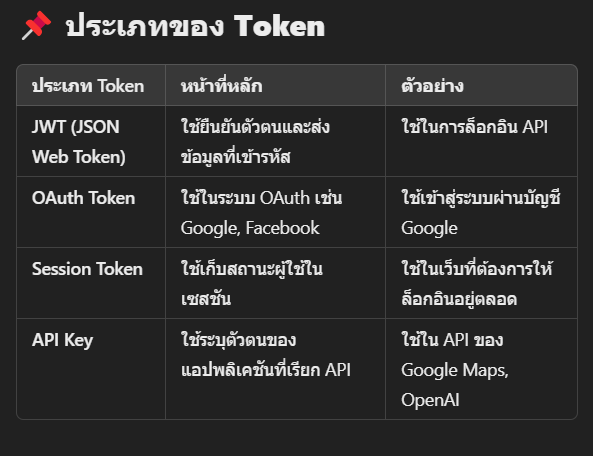 📌 ประเภทของ Token
ประเภท Token หน้าที่หลัก ตัวอย่าง
JWT (JSON Web Token) ใช้ยืนยันตัวตนและส่งข้อมูลที่เข้ารหัส ใช้ในการล็อกอิน API
OAuth Token ใช้ในระบบ OAuth เช่น Google, Facebook ใช้เข้าสู่ระบบผ่านบัญชี Google
Session Token ใช้เก็บสถานะผู้ใช้ในเซสชัน ใช้ในเว็บที่ต้องการให้ล็อกอินอยู่ตลอด
API Key ใช้ระบุตัวตนของแอปพลิเคชันที่เรียก API ใช้ใน API ของ Google Maps, OpenAI